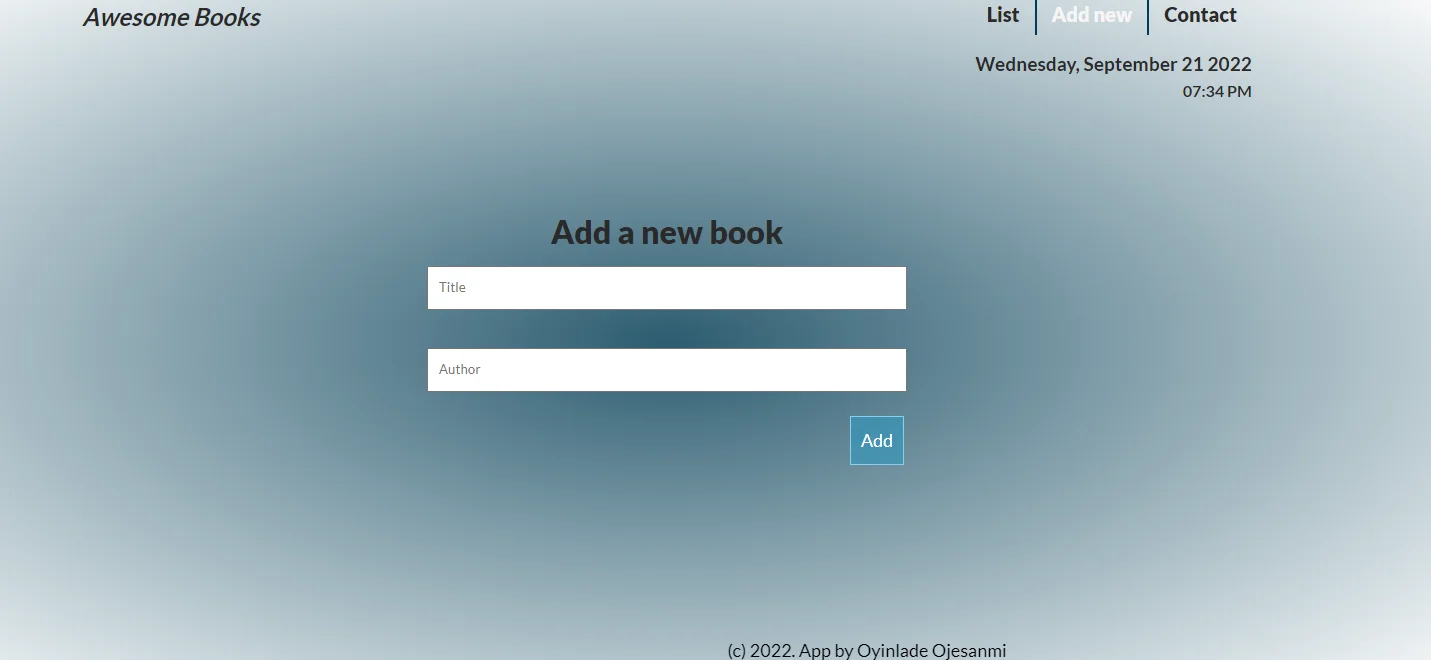 Awesome Books
List
Add new
Contact
Wednesday, September 21 2022
07:34 PM
Add a new book
Title
Author
Add
(c) 2022. App by Oyinlade Ojesanmi